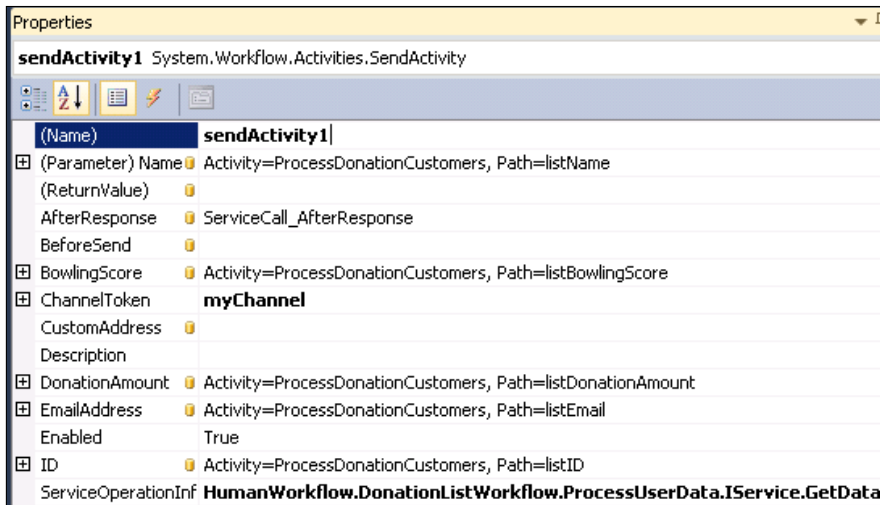 Properties
sendActivity1 System.Workflow.Activities.SendActivity
(Name) sendActivity1
(Parameter) Name Activity=ProcessDonationCustomers, Path=listName
(ReturnValue)
AfterResponse ServiceCall_AfterResponse
BeforeSend
BowlingScore Activity=ProcessDonationCustomers, Path=listBowlingScore
ChannelToken myChannel
CustomAddress
Description
DonationAmount Activity=ProcessDonationCustomers, Path=listDonationAmount
EmailAddress Activity=ProcessDonationCustomers, Path=listEmail
Enabled True
ID Activity=ProcessDonationCustomers, Path=listID
ServiceOperationInf HumanWorkflow.DonationListWorkflow.ProcessUserData.IService.GetData